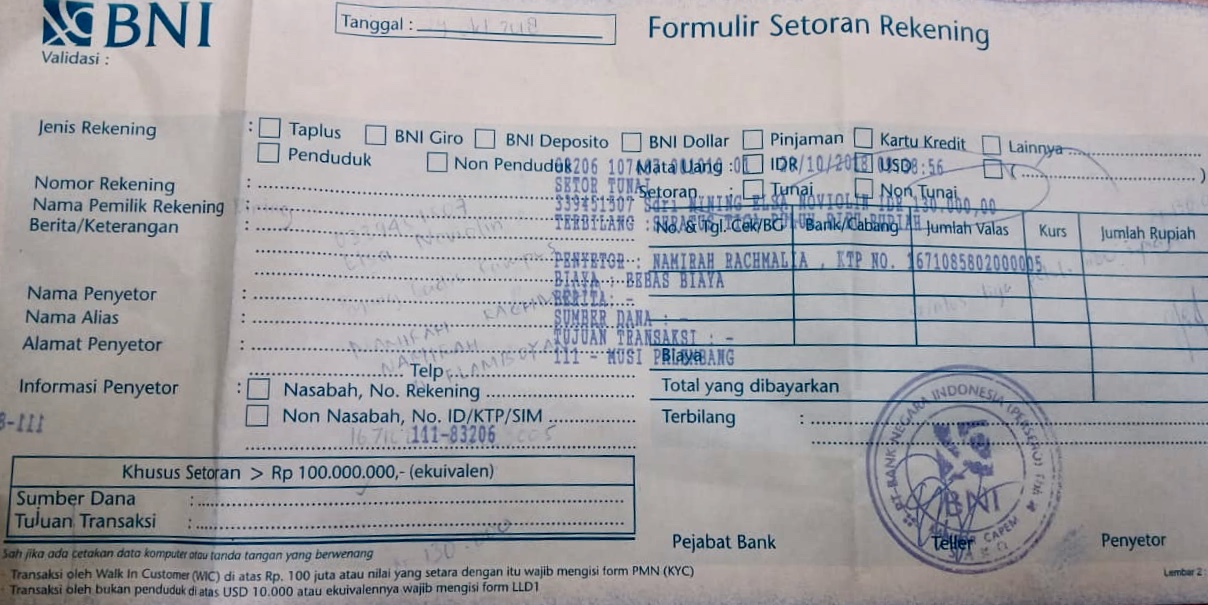 BNI
Tanggal :
Formulir Setoran Rekening
Validasi :
Jenis Rekening : Taplus BNI Giro BNI Deposito BNI Dollar Pinjaman Kartu Kredit Lainnya
Penduduk Non Penduduk Mata Uang : IDR USD ( )
83206 /10/2018 :56
Nomor Rekening : Setoran : Tunai Non Tunai
SETOR TUNAI
Nama Pemilik Rekening :
339451507 Sdri NINING ELSA NOVIOLIN IDR 130.000,00
Berita/Keterangan : No. & Tgl. Cek/BG Bank/Cabang Jumlah Valas Kurs Jumlah Rupiah
TERBILANG : SERATUS TIGA PULUH RIBU RUPIAH
PENYETOR : NAMIRAH RACHMALIA , KTP NO. 1671085802000005
BIAYA : BEBAS BIAYA
Nama Penyetor :
BERITA: -
Nama Alias :
SUMBER DANA : -
Alamat Penyetor :
TUJUAN TRANSAKSI : -
111 - MUSI PALEMBANG
Biaya
Telp
Informasi Penyetor : Nasabah, No. Rekening
Total yang dibayarkan
Non Nasabah, No. ID/KTP/SIM
Terbilang :
111-83206
Khusus Setoran > Rp 100.000.000,- (ekuivalen)
Sumber Dana :
Tujuan Transaksi :
130.000
PT. BANK NEGARA INDONESIA (PERSERO) Tbk
BNI
CAPEM
Pejabat Bank Teller Penyetor
Sah jika ada cetakan data komputer atau tanda tangan yang berwenang
- Transaksi oleh Walk In Customer (WIC) di atas Rp. 100 juta atau nilai yang setara dengan itu wajib mengisi form PMN (KYC)
- Transaksi oleh bukan penduduk di atas USD 10.000 atau ekuivalennya wajib mengisi form LLD1
Lembar 2 :